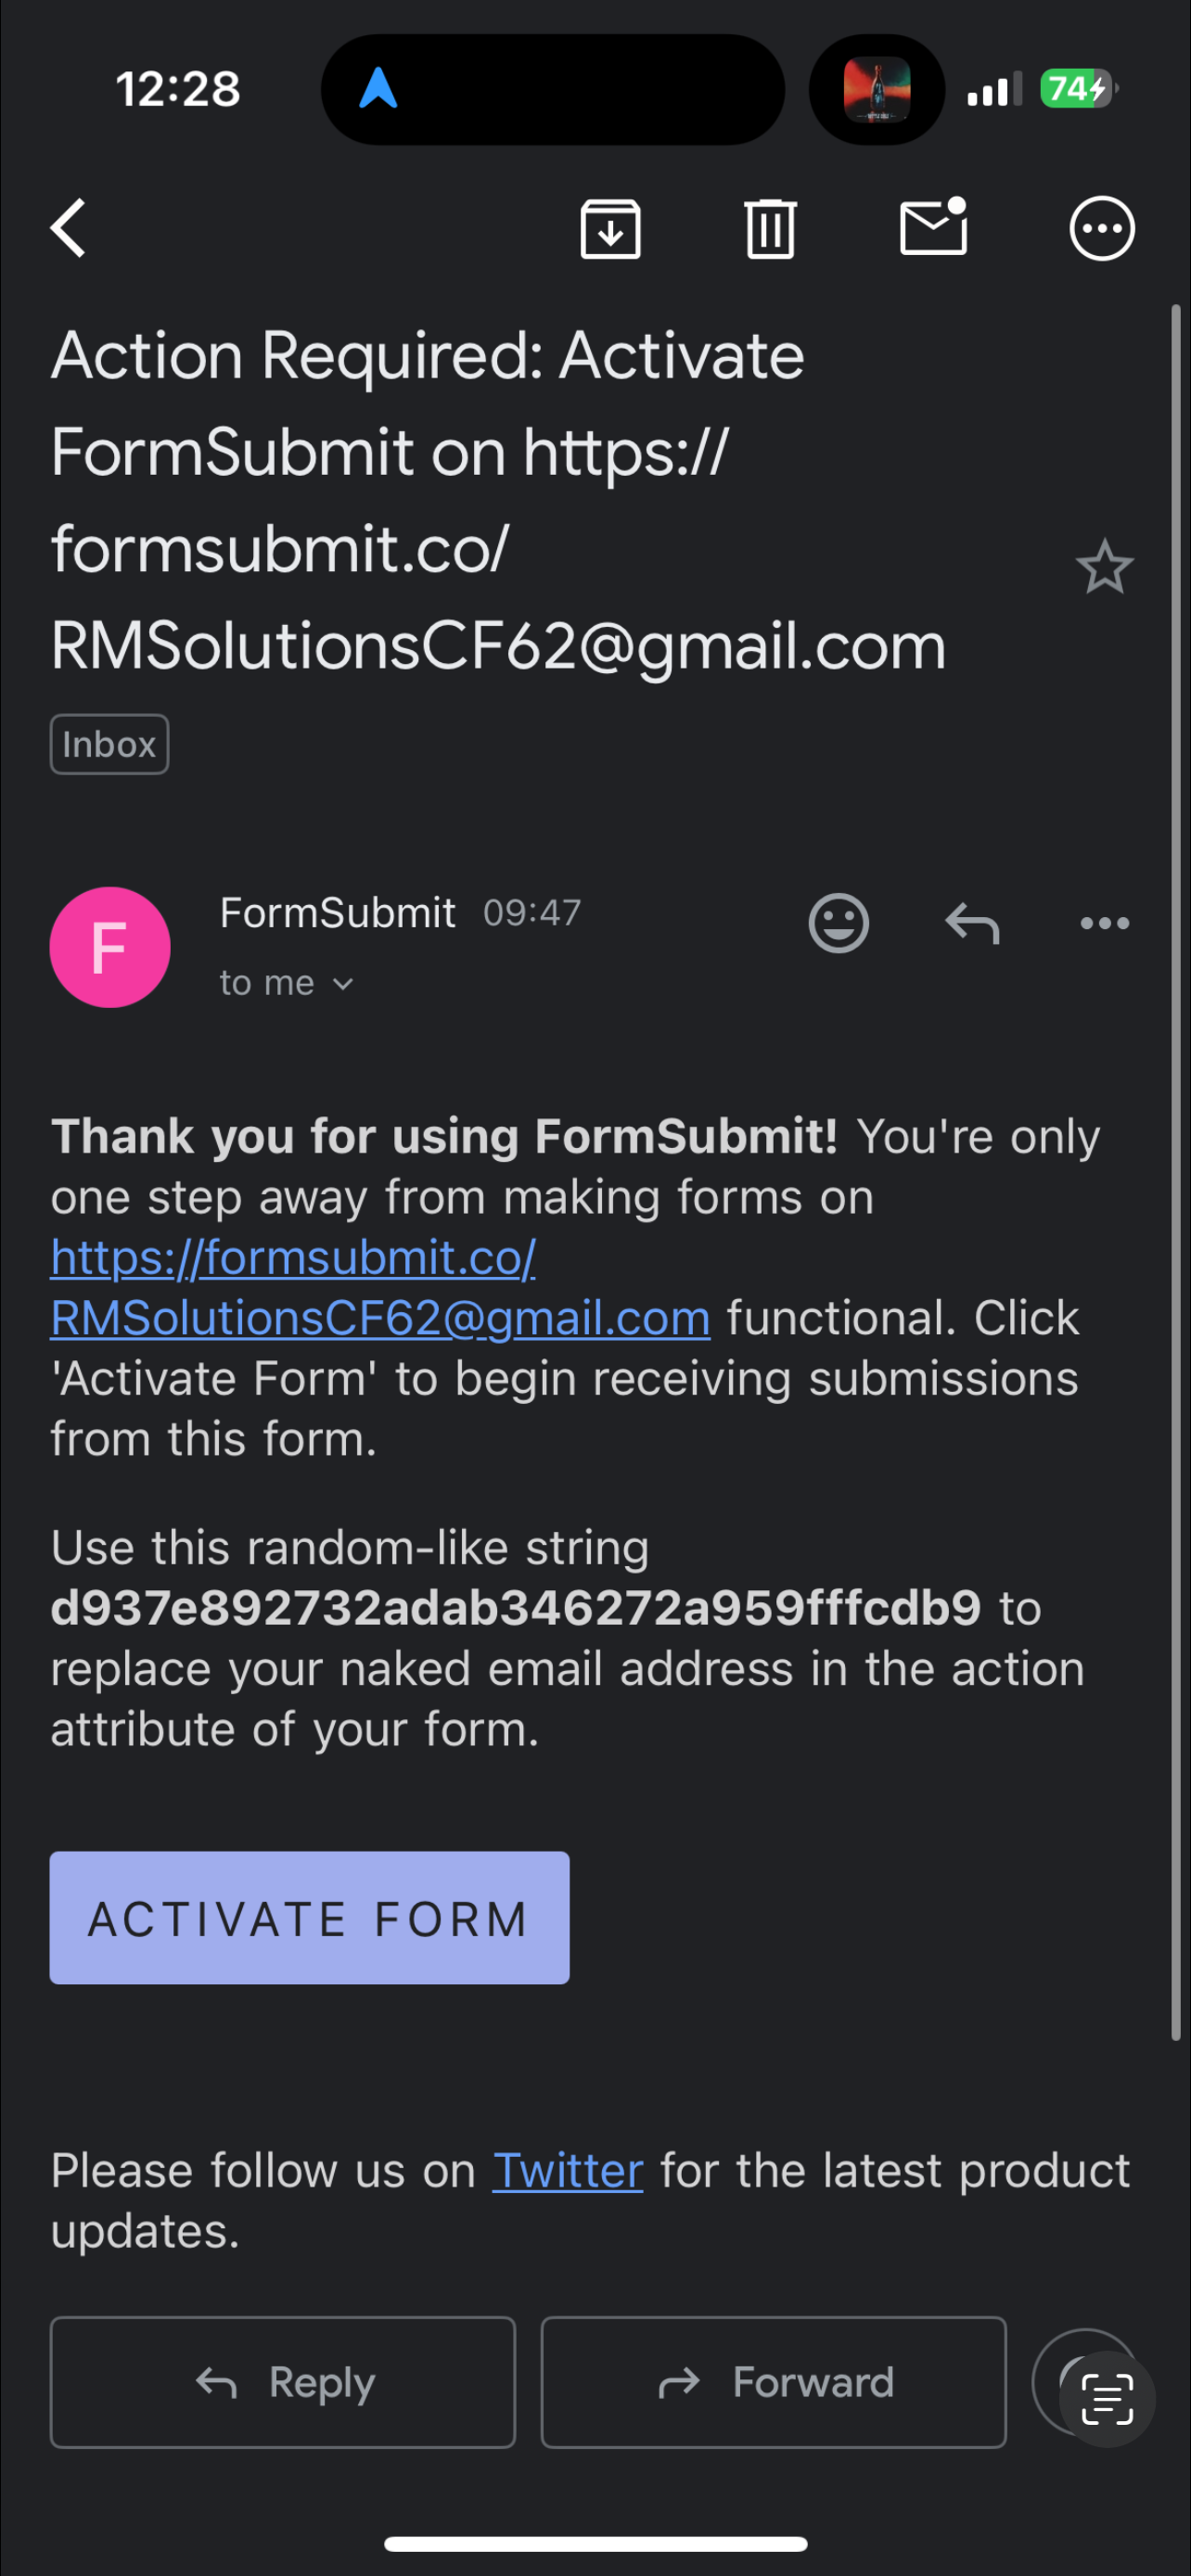 12:28
74
Action Required: Activate
FormSubmit on https://
formsubmit.co/
RMSolutionsCF62@gmail.com
Inbox
F
FormSubmit 09:47
to me
Thank you for using FormSubmit! You're only
one step away from making forms on
https://formsubmit.co/
RMSolutionsCF62@gmail.com functional. Click
'Activate Form' to begin receiving submissions
from this form.
Use this random-like string
d937e892732adab346272a959fffcdb9 to
replace your naked email address in the action
attribute of your form.
ACTIVATE FORM
Please follow us on Twitter for the latest product
updates.
Reply
Forward